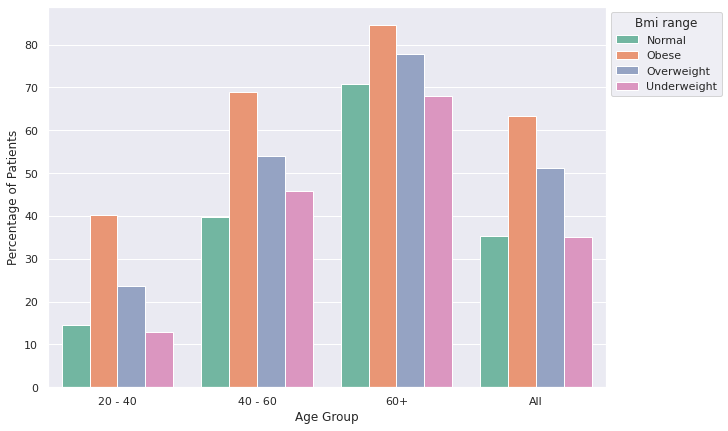 Bmi range
Normal
Obese
Overweight
Underweight
Percentage of Patients
80
70
60
50
40
30
20
10
0
20 - 40
40 - 60
60+
All
Age Group